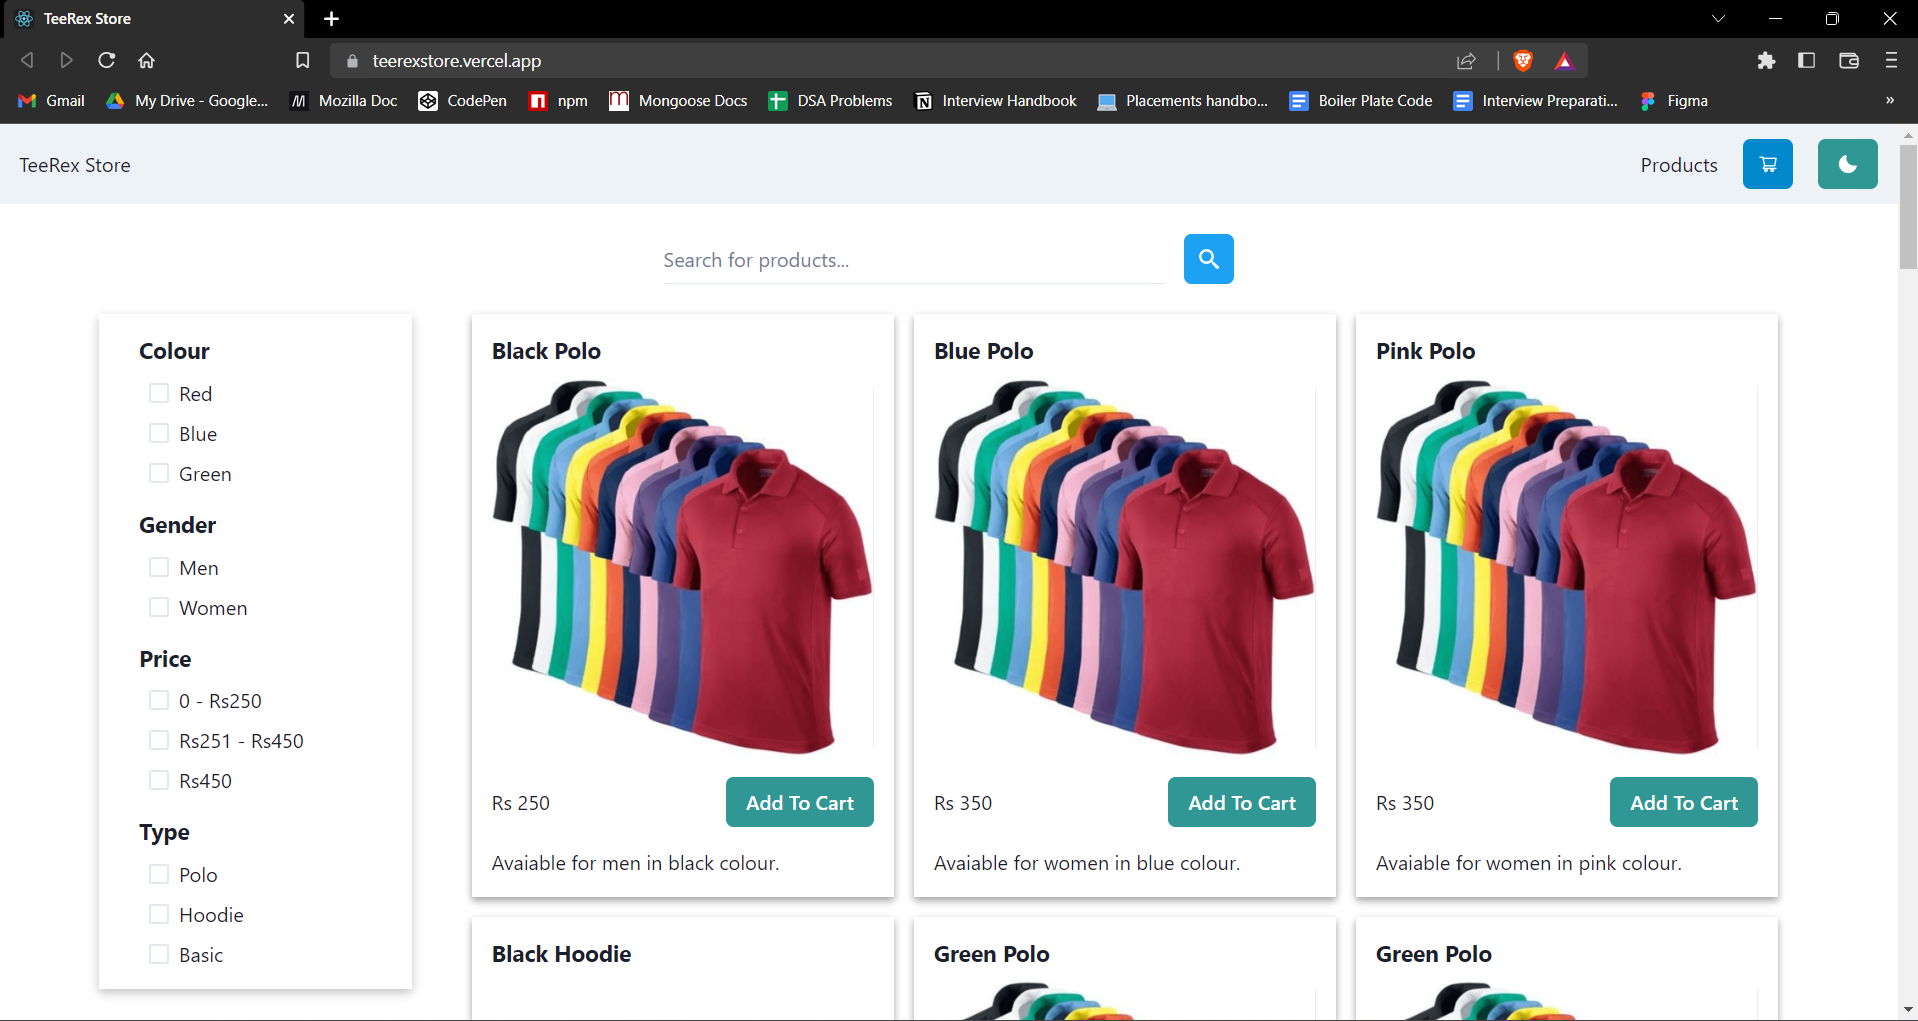 TeeRex Store
teerexstore.vercel.app
Gmail
My Drive - Google...
Mozilla Doc
CodePen
npm
Mongoose Docs
DSA Problems
Interview Handbook
Placements handbo...
Boiler Plate Code
Interview Preparati...
Figma
»
TeeRex Store
Products
Search for products...
Colour
Red
Blue
Green
Gender
Men
Women
Price
0 - Rs250
Rs251 - Rs450
Rs450
Type
Polo
Hoodie
Basic
Black Polo
Rs 250
Add To Cart
Avaiable for men in black colour.
Blue Polo
Rs 350
Add To Cart
Avaiable for women in blue colour.
Pink Polo
Rs 350
Add To Cart
Avaiable for women in pink colour.
Black Hoodie
Green Polo
Green Polo